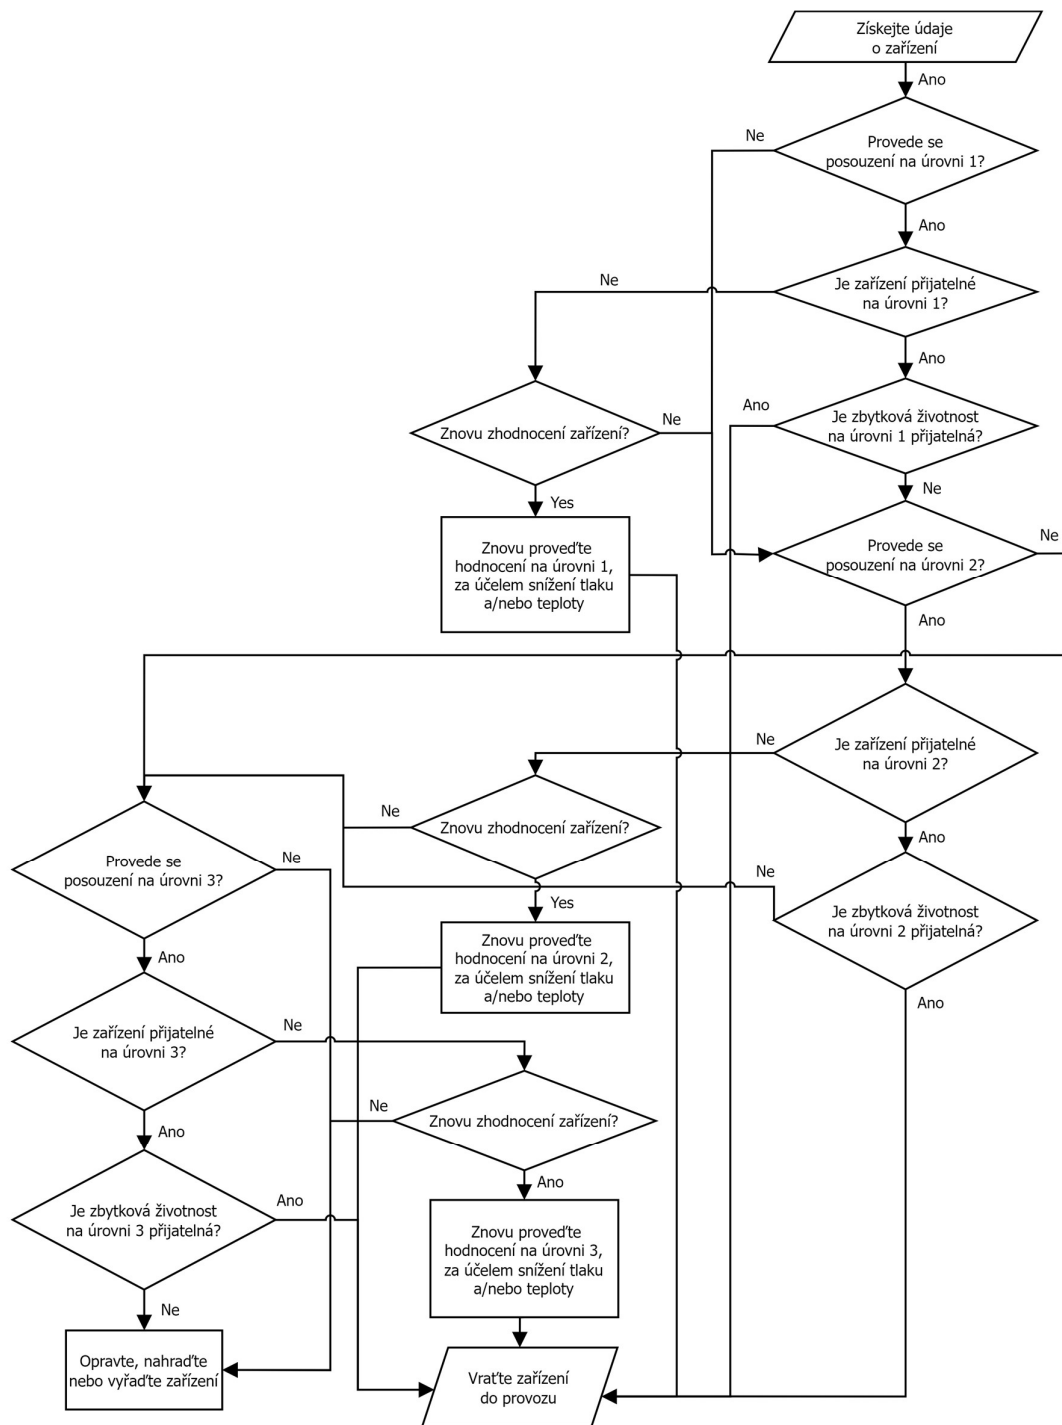 Získejte údaje
o zařízení
Ano
Ne
Provede se
posouzení na úrovni 1?
Ano
Ne
Je zařízení přijatelné
na úrovni 1?
Ano
Ano
Znovu zhodnocení zařízení?
Ne
Je zbytková životnost
na úrovni 1 přijatelná?
Ne
Yes
Znovu proveďte
hodnocení na úrovni 1,
za účelem snížení tlaku
a/nebo teploty
Provede se
posouzení na úrovni 2?
Ne
Ano
Ne
Je zařízení přijatelné
na úrovni 2?
Ne
Znovu zhodnocení zařízení?
Ano
Provede se
posouzení na úrovni 3?
Ne
Ne
Yes
Je zbytková životnost
na úrovni 2 přijatelná?
Znovu proveďte
hodnocení na úrovni 2,
za účelem snížení tlaku
a/nebo teploty
Ano
Ano
Je zařízení přijatelné
na úrovni 3?
Ne
Ne
Znovu zhodnocení zařízení?
Ano
Ano
Je zbytková životnost
na úrovni 3 přijatelná?
Ano
Znovu proveďte
hodnocení na úrovni 3,
za účelem snížení tlaku
a/nebo teploty
Ne
Opravte, nahraďte
nebo vyřaďte zařízení
Vraťte zařízení
do provozu